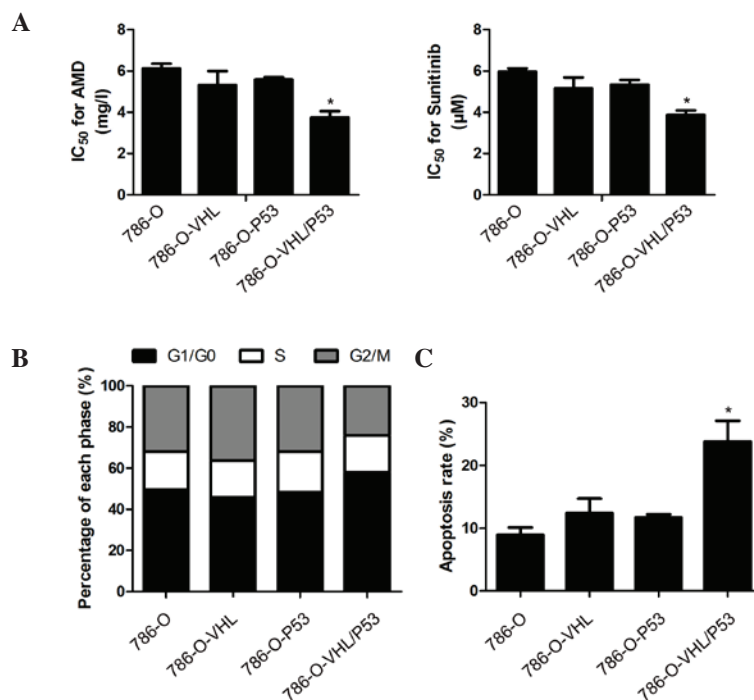 A
IC50 for AMD
(mg/l)
8
6
4
2
0
*
786-O
786-O-VHL
786-O-P53
786-O-VHL/P53
IC50 for Sunitinib
(µM)
8
6
4
2
0
*
786-O
786-O-VHL
786-O-P53
786-O-VHL/P53
B
G1/G0 S G2/M
Percentage of each phase (%)
100
80
60
40
20
0
786-O
786-O-VHL
786-O-P53
786-O-VHL/P53
C
Apoptosis rate (%)
30
20
10
0
*
786-O
786-O-VHL
786-O-P53
786-O-VHL/P53